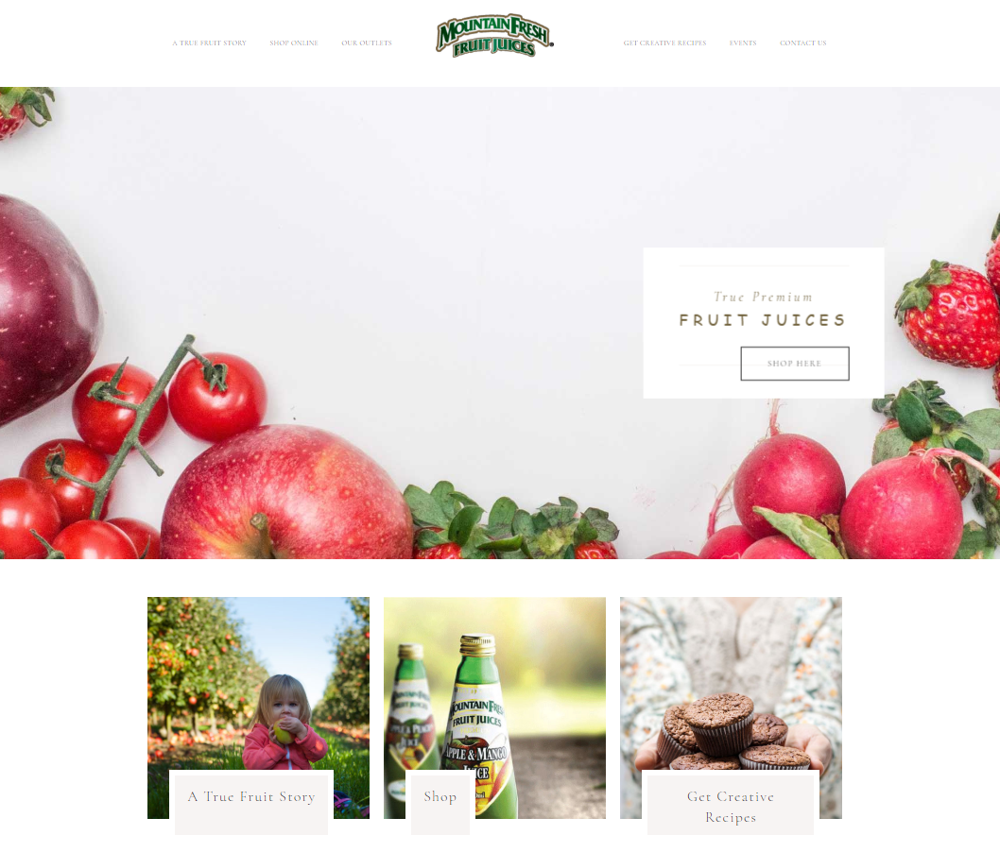 A TRUE FRUIT STORY
SHOP ONLINE
OUR OUTLETS
MOUNTAIN FRESH
FRUIT JUICES
GET CREATIVE RECIPES
EVENTS
CONTACT US
True Premium
FRUIT JUICES
SHOP HERE
MOUNTAIN FRESH
FRUIT JUICES
APPLE & MANGO
JUICE
A True Fruit Story
Shop
Get Creative
Recipes